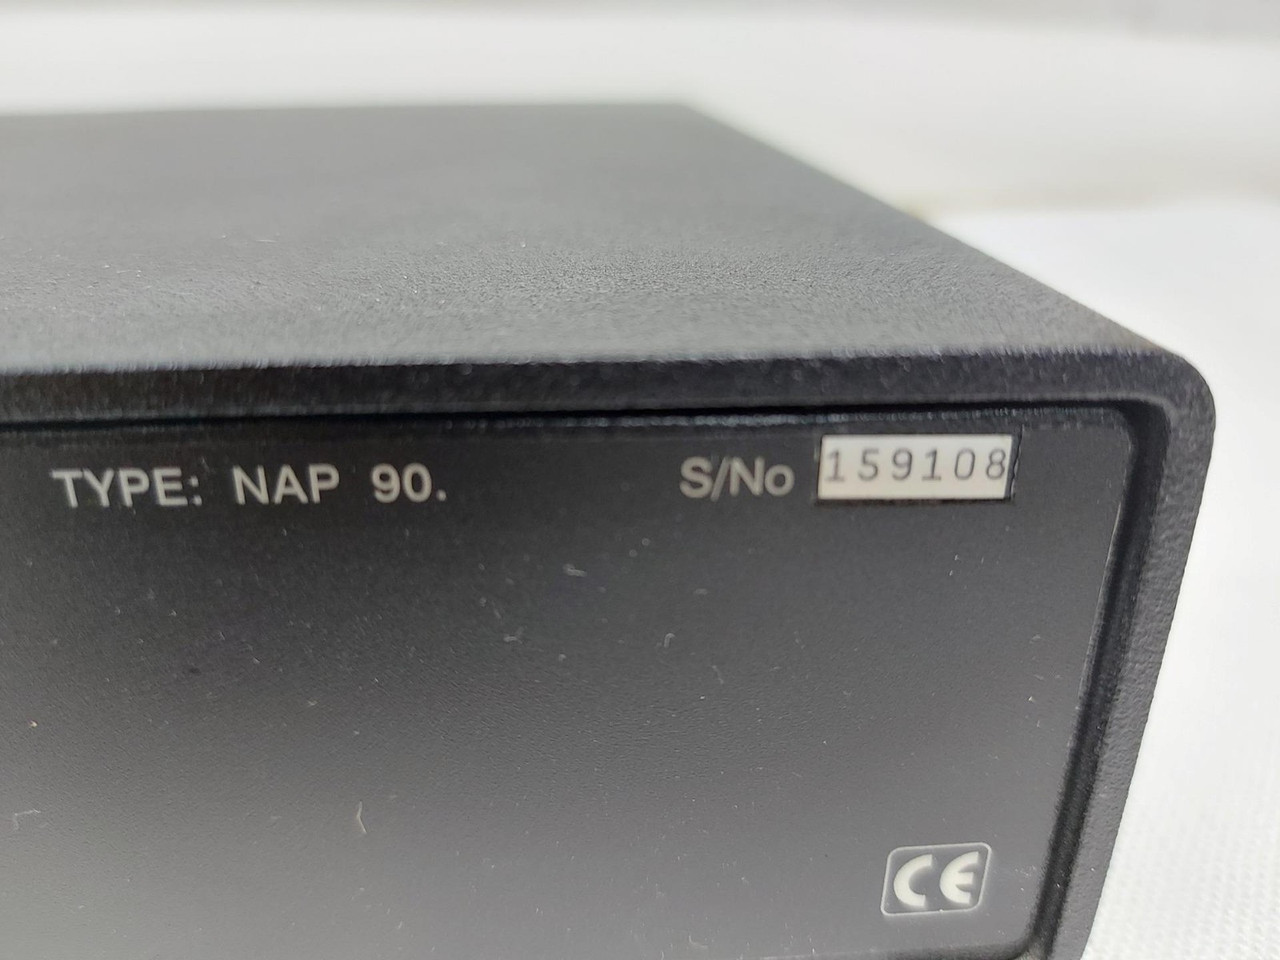 TYPE: NAP 90. S/No 159108
CE